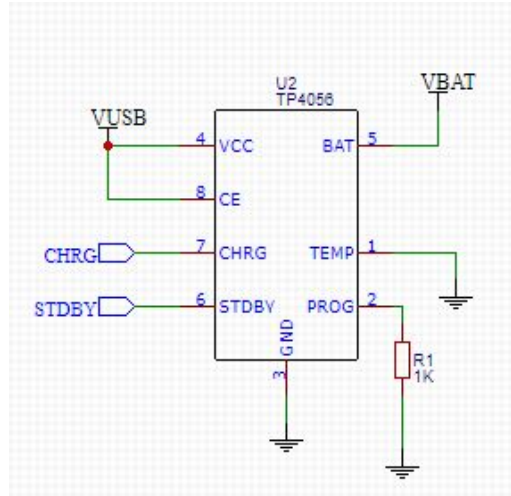 U2
TP4056
VUSB
VBAT
4
VCC
BAT
5
8
CE
CHRG
7
CHRG
TEMP
1
STDBY
6
STDBY
PROG
2
GND
3
R1
1K